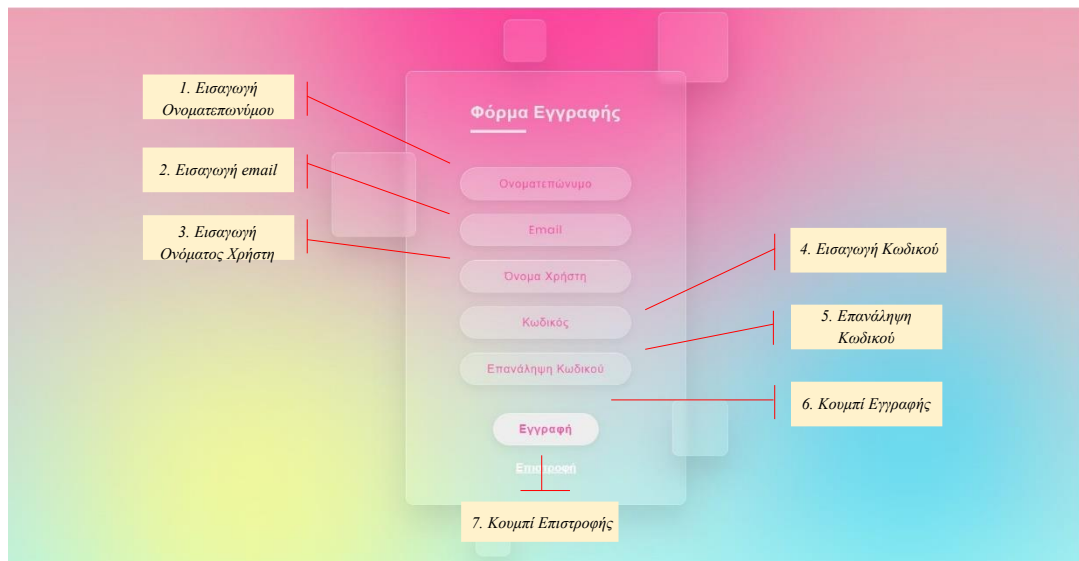 1. Εισαγωγή
Ονοματεπωνύμου
2. Εισαγωγή email
3. Εισαγωγή
Ονόματος Χρήστη
Φόρμα Εγγραφής
Ονοματεπώνυμο
Email
Όνομα Χρήστη
Κωδικός
Επανάληψη Κωδικού
Εγγραφή
Επιστροφή
4. Εισαγωγή Κωδικού
5. Επανάληψη
Κωδικού
6. Κουμπί Εγγραφής
7. Κουμπί Επιστροφής